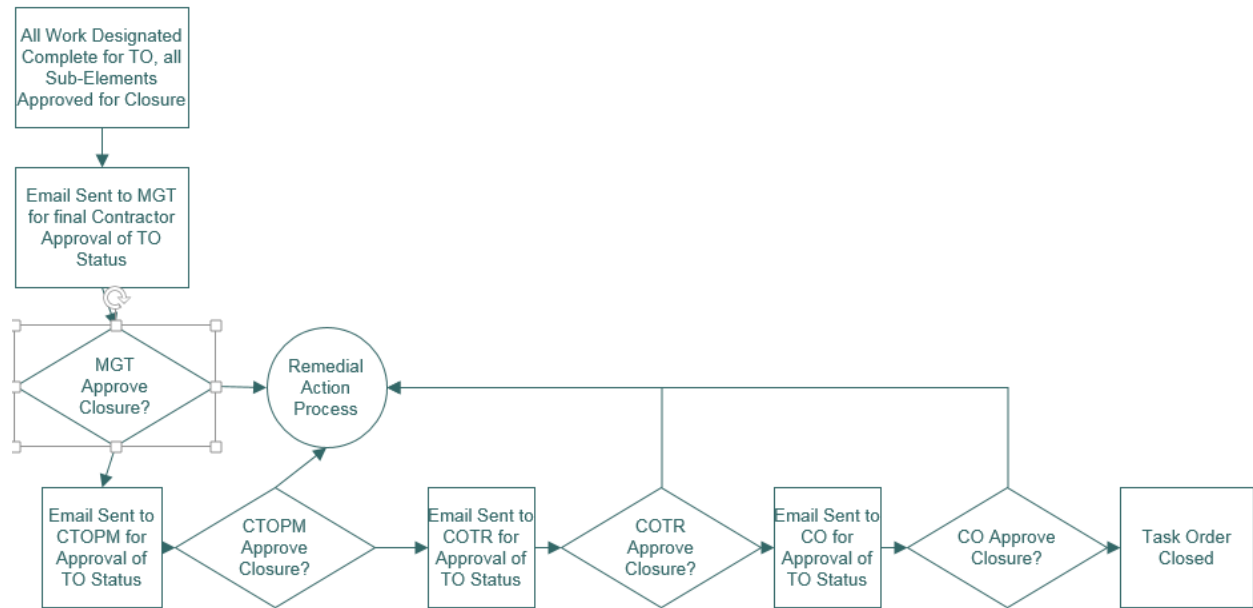 All Work Designated
Complete for TO, all
Sub-Elements
Approved for Closure
Email Sent to MGT
for final Contractor
Approval of TO
Status
MGT
Approve
Closure?
Remedial
Action
Process
Email Sent to
CTOPM for
Approval of
TO Status
CTOPM
Approve
Closure?
Email Sent to
COTR for
Approval of
TO Status
COTR
Approve
Closure?
Email Sent to
CO for
Approval of
TO Status
CO Approve
Closure?
Task Order
Closed